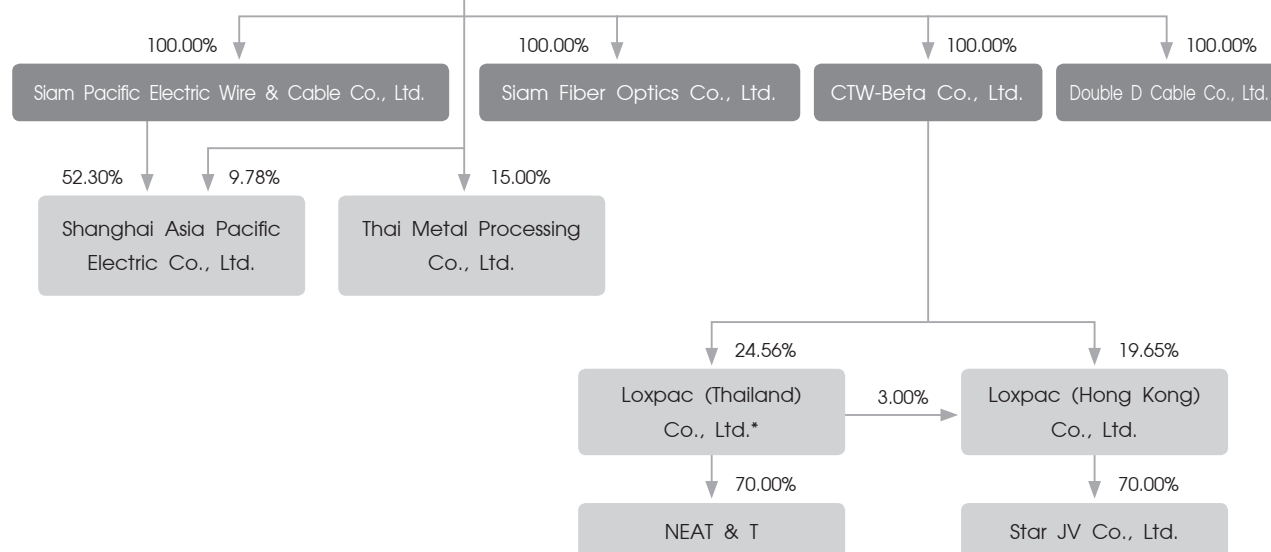 100.00%
100.00%
100.00%
100.00%
Siam Pacific Electric Wire & Cable Co., Ltd.
Siam Fiber Optics Co., Ltd.
CTW-Beta Co., Ltd.
Double D Cable Co., Ltd.
52.30%
9.78%
15.00%
Shanghai Asia Pacific
Electric Co., Ltd.
Thai Metal Processing
Co., Ltd.
24.56%
19.65%
Loxpac (Thailand)
Co., Ltd.*
3.00%
Loxpac (Hong Kong)
Co., Ltd.
70.00%
70.00%
NEAT & T
Star JV Co., Ltd.